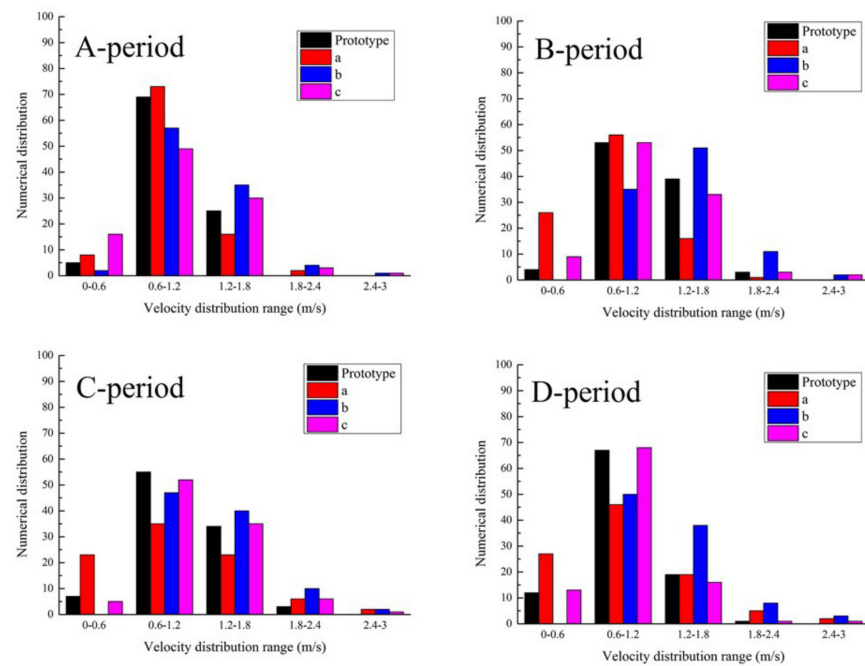 A-period
Prototype
a
b
c
Numerical distribution
100
90
80
70
60
50
40
30
20
10
0
0-0.6 0.6-1.2 1.2-1.8 1.8-2.4 2.4-3
Velocity distribution range (m/s)
B-period
Prototype
a
b
c
Numerical distribution
100
90
80
70
60
50
40
30
20
10
0
0-0.6 0.6-1.2 1.2-1.8 1.8-2.4 2.4-3
Velocity distribution range (m/s)
C-period
Prototype
a
b
c
Numerical distribution
100
90
80
70
60
50
40
30
20
10
0
0-0.6 0.6-1.2 1.2-1.8 1.8-2.4 2.4-3
Velocity distribution range (m/s)
D-period
Prototype
a
b
c
Numerical distribution
100
90
80
70
60
50
40
30
20
10
0
0-0.6 0.6-1.2 1.2-1.8 1.8-2.4 2.4-3
Velocity distribution range (m/s)